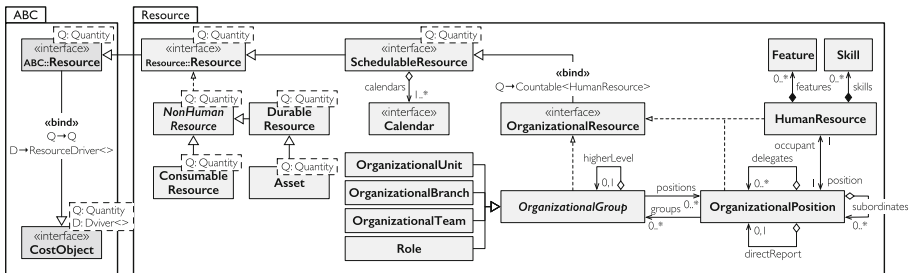 ABC
Resource
Q: Quantity
«interface»
ABC::Resource
Q: Quantity
«interface»
Resource::Resource
Q: Quantity
«interface»
SchedulableResource
Feature
Skill
0..*
features
0..*
skills
«bind»
Q→Countable<HumanResource>
calendars
1..*
«interface»
Calendar
Q: Quantity
NonHuman
Resource
Q: Quantity
Durable
Resource
«interface»
OrganizationalResource
HumanResource
«bind»
Q→Q
D→ResourceDriver<>
Q: Quantity
Consumable
Resource
Q: Quantity
Asset
OrganizationalUnit
OrganizationalBranch
OrganizationalTeam
Role
higherLevel
0,1
OrganizationalGroup
positions
0..*
groups
0..*
occupant
1
delegates
0..*
1
position
OrganizationalPosition
subordinates
0..*
0,1
directReport
Q: Quantity
D: Dviver<>
«interface»
CostObject